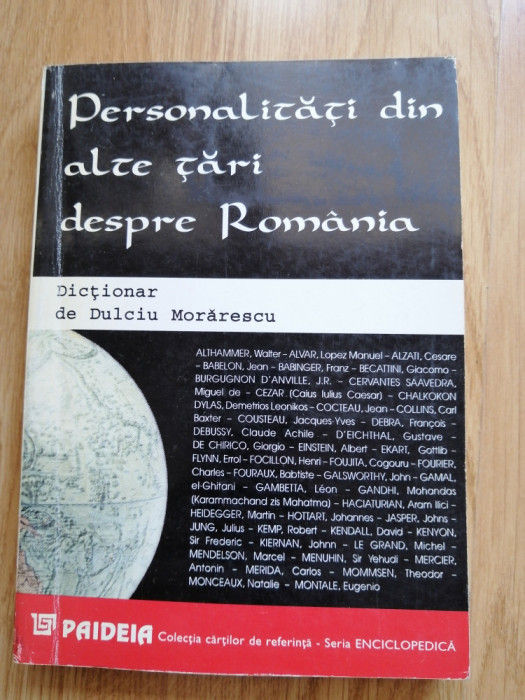 Personalităţi din
alte ţări
despre România
Dicţionar
de Dulciu Morărescu
ALTHAMMER, Walter – ALVAR, Lopez Manuel – ALZATI, Cesare
– BABELON, Jean – BABINGER, Franz – BECATTINI, Giacomo –
BURGUGNON D'ANVILLE, J.R. – CERVANTES SAAVEDRA,
Miguel de – CEZAR (Caius Iulius Caesar) – CHALKOKON
DYLAS, Demetrios Leonikos – COCTEAU, Jean – COLLINS, Carl
Baxter – COUSTEAU, Jacques-Yves – DEBRA, François –
DEBUSSY, Claude Achile – D'EICHTHAL, Gustave –
DE CHIRICO, Giorgio – EINSTEIN, Albert – EKART, Gottlib –
FLYNN, Errol – FOCILLON, Henri – FOUJITA, Cogouru – FOURIER,
Charles – FOURAUX, Babtiste – GALSWORTHY, John – GAMAL,
el-Ghitani – GAMBETTA, Léon – GANDHI, Mohandas
(Karammachand zis Mahatma) – HACIATURIAN, Aram Ilici -
HEIDEGGER, Martin – HOTTART, Johannes – JASPER, Johns –
JUNG, Julius – KEMP, Robert – KENDALL, David – KENYON,
Sir Frederic – KIERNAN, Johnn – LE GRAND, Michel –
MENDELSON, Marcel – MENUHIN, Sir Yehudi – MERCIER,
Antonin – MERIDA, Carlos – MOMMSEN, Theodor –
MONCEAUX, Natalie – MONTALE, Eugenio
PAIDEIA Colecţia cărţilor de referinţă - Seria ENCICLOPEDICĂ